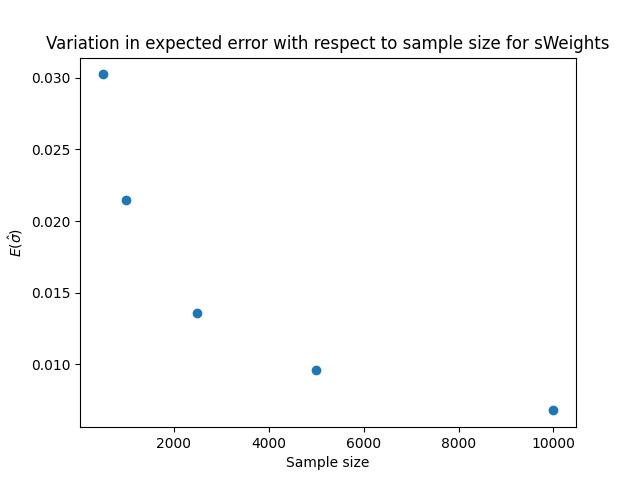 Variation in expected error with respect to sample size for sWeights
0.030
0.025
0.020
0.015
0.010
E(σ̂)
2000 4000 6000 8000 10000
Sample size